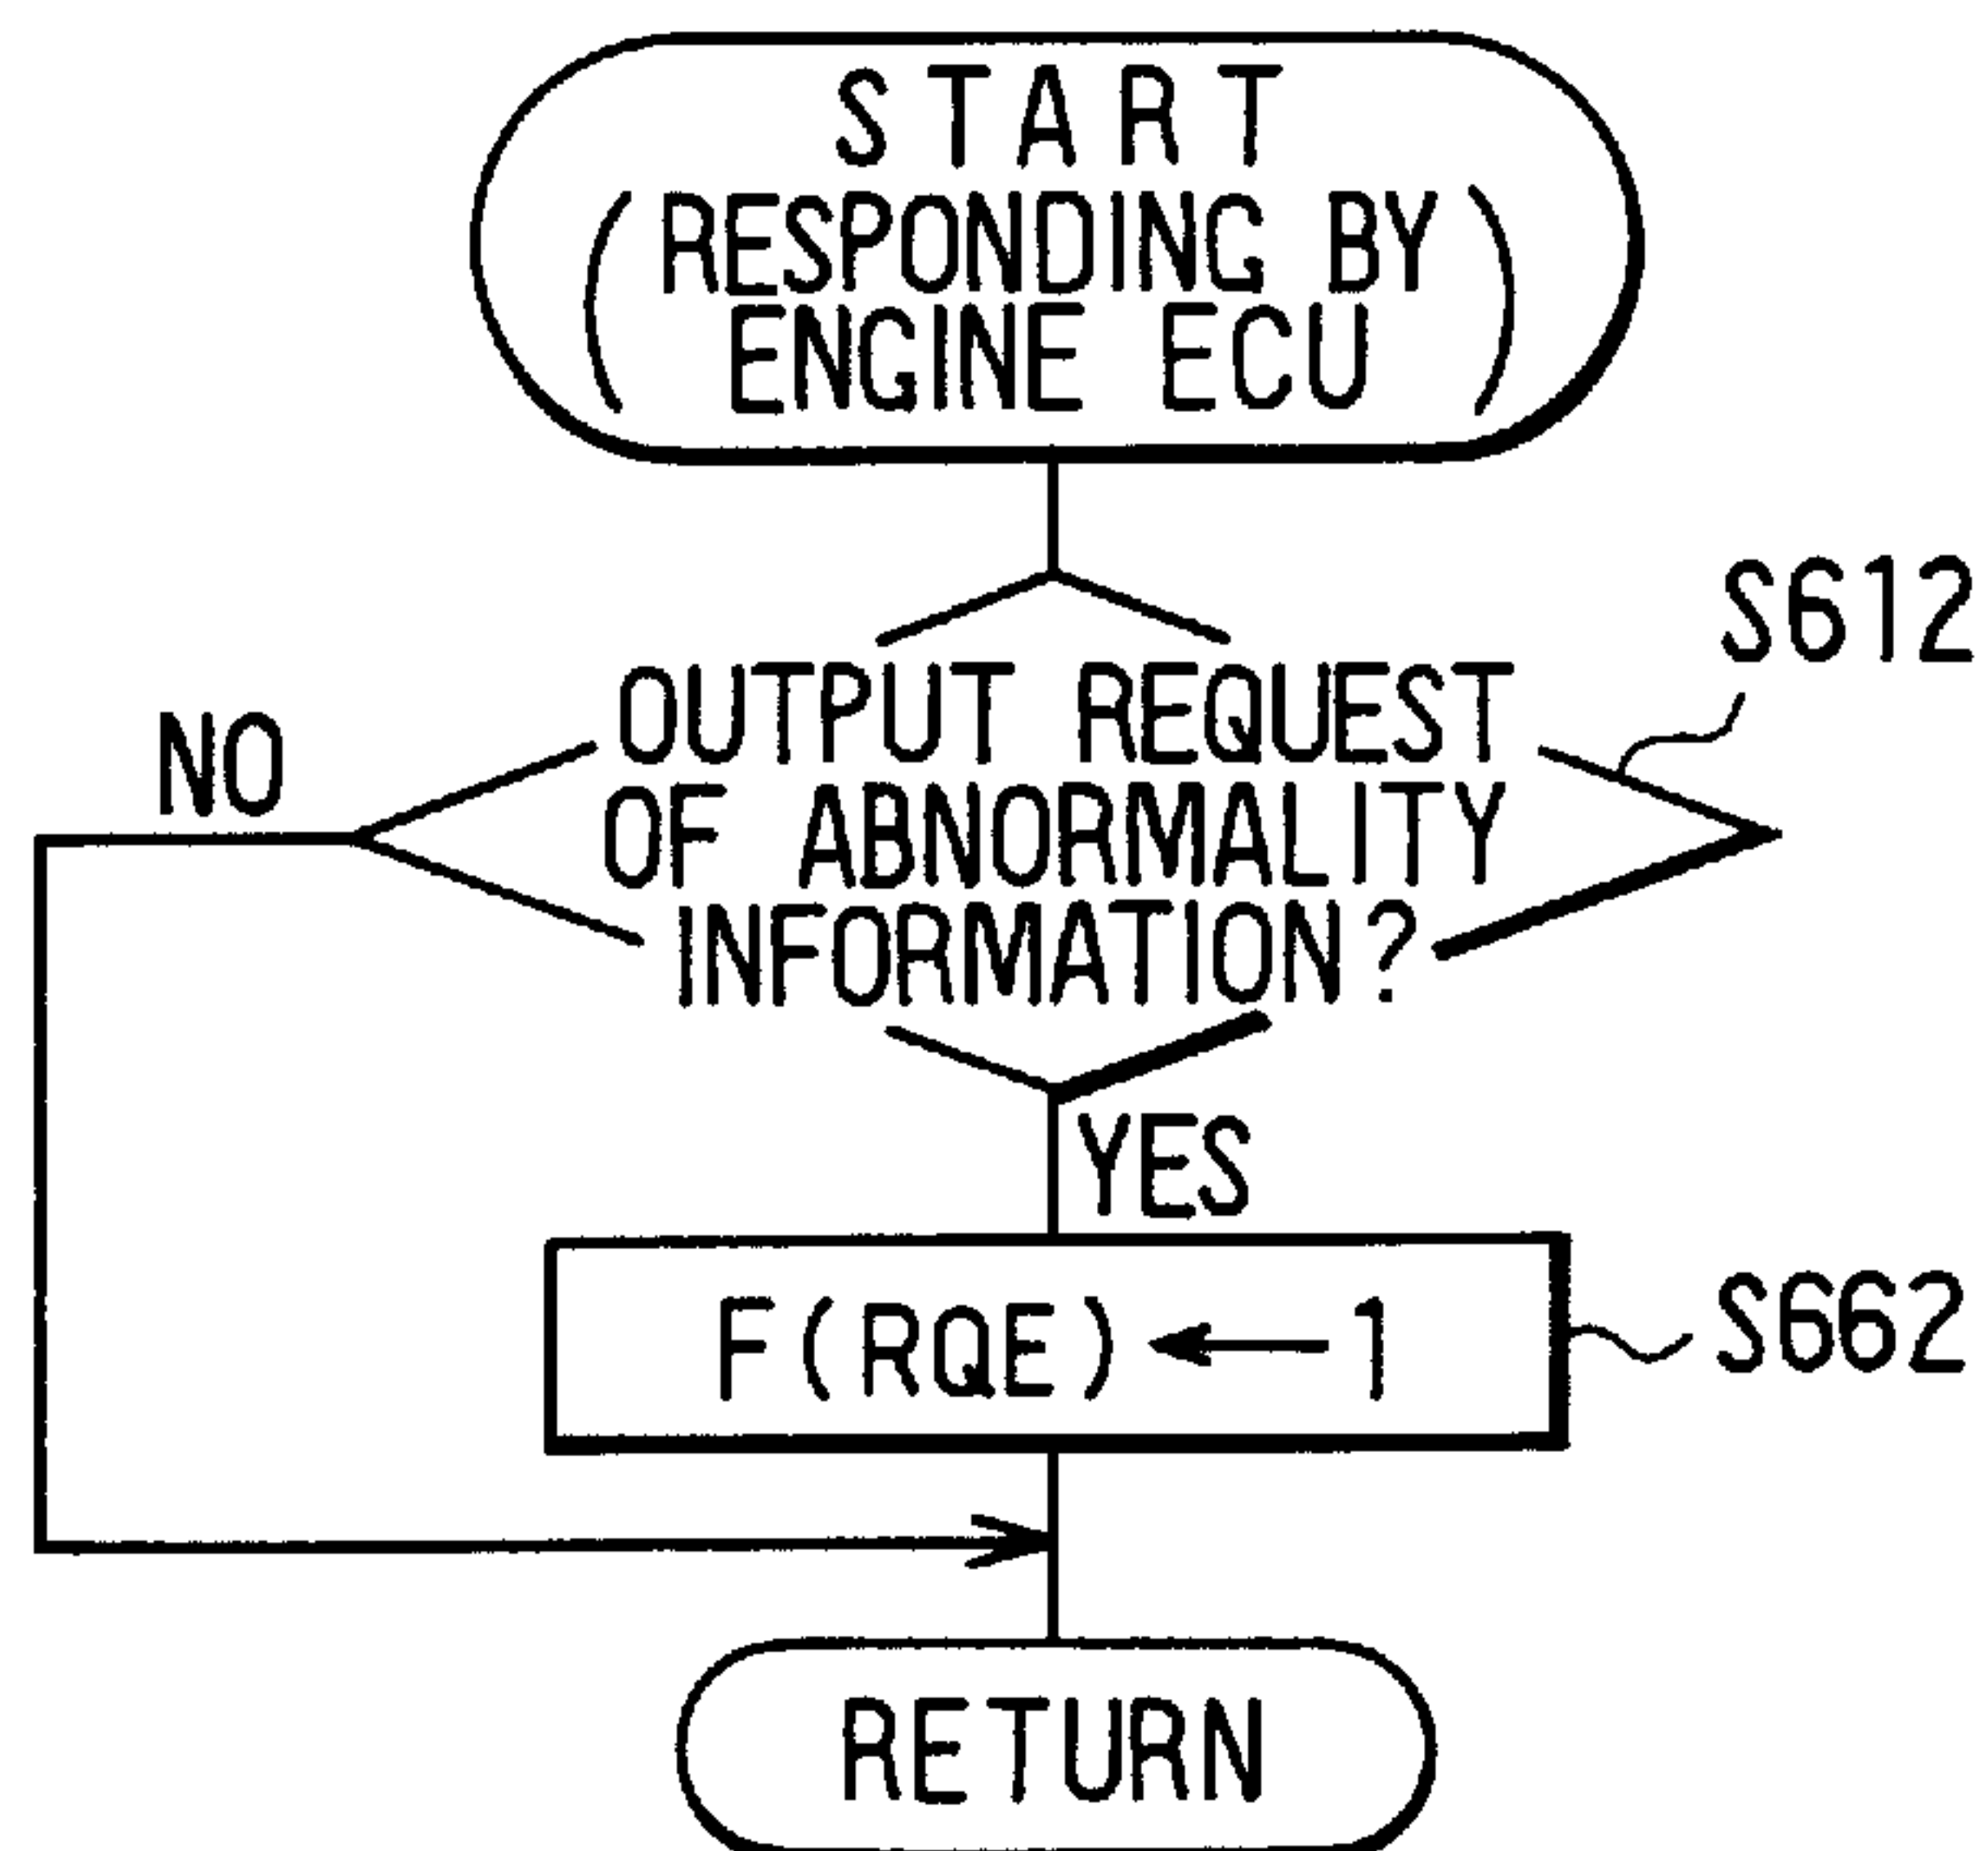 START
(RESPONDING BY
ENGINE ECU)
S612
OUTPUT REQUEST
OF ABNORMALITY
INFORMATION?
NO
YES
F(RQE)←1
S662
RETURN